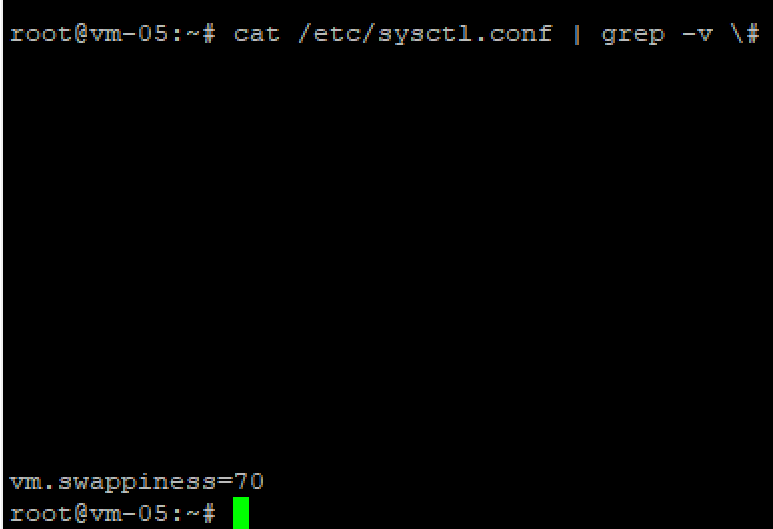 root@vm-05:~# cat /etc/sysctl.conf | grep -v \#
vm.swappiness=70
root@vm-05:~#